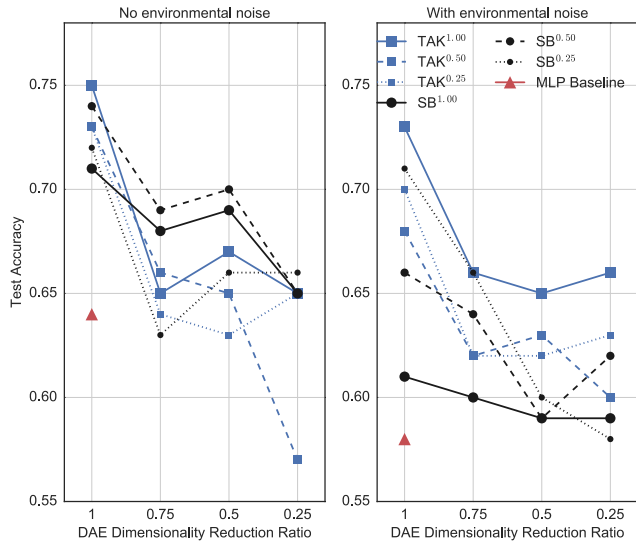 No environmental noise
With environmental noise
Test Accuracy
0.75
0.70
0.65
0.60
0.55
1 0.75 0.5 0.25
DAE Dimensionality Reduction Ratio
TAK^1.00
TAK^0.50
TAK^0.25
SB^1.00
SB^0.50
SB^0.25
MLP Baseline
0.75
0.70
0.65
0.60
0.55
1 0.75 0.5 0.25
DAE Dimensionality Reduction Ratio